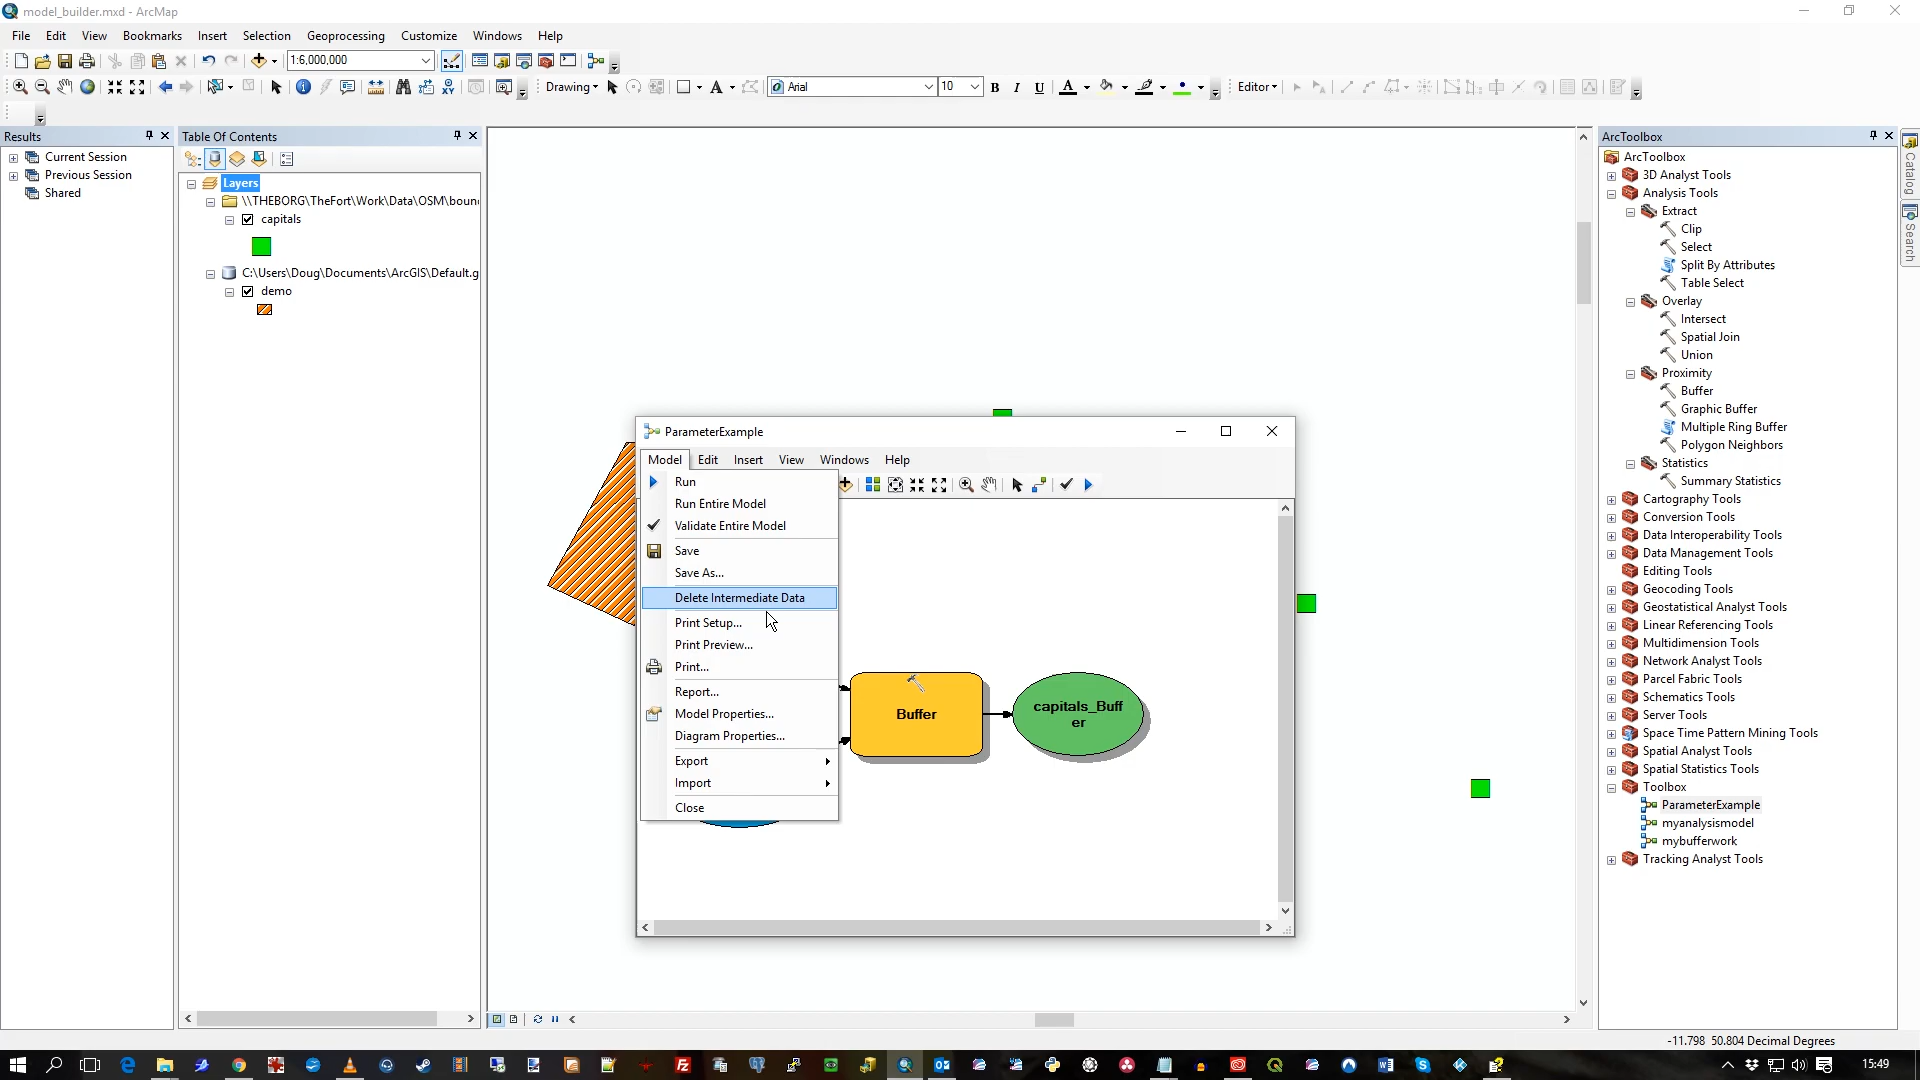 model_builder.mxd - ArcMap
File Edit View Bookmarks Insert Selection Geoprocessing Customize Windows Help
1:6,000,000
Drawing Arial 10 B I U A Editor
Results
Current Session
Previous Session
Shared
Table Of Contents
Layers
\\THEBORG\TheFort\Work\Data\OSM\boun
capitals
C:\Users\Doug\Documents\ArcGIS\Default.g
demo
ParameterExample
Model Edit Insert View Windows Help
Run
Run Entire Model
Validate Entire Model
Save
Save As...
Delete Intermediate Data
Print Setup...
Print Preview...
Print...
Report...
Model Properties...
Diagram Properties...
Export
Import
Close
Buffer
capitals_Buff
er
ArcToolbox
ArcToolbox
3D Analyst Tools
Analysis Tools
Extract
Clip
Select
Split By Attributes
Table Select
Overlay
Intersect
Spatial Join
Union
Proximity
Buffer
Graphic Buffer
Multiple Ring Buffer
Polygon Neighbors
Statistics
Summary Statistics
Cartography Tools
Conversion Tools
Data Interoperability Tools
Data Management Tools
Editing Tools
Geocoding Tools
Geostatistical Analyst Tools
Linear Referencing Tools
Multidimension Tools
Network Analyst Tools
Parcel Fabric Tools
Schematics Tools
Server Tools
Space Time Pattern Mining Tools
Spatial Analyst Tools
Spatial Statistics Tools
Toolbox
ParameterExample
myanalysismodel
mybufferwork
Tracking Analyst Tools
Catalog
Search
-11.798 50.804 Decimal Degrees
15:49